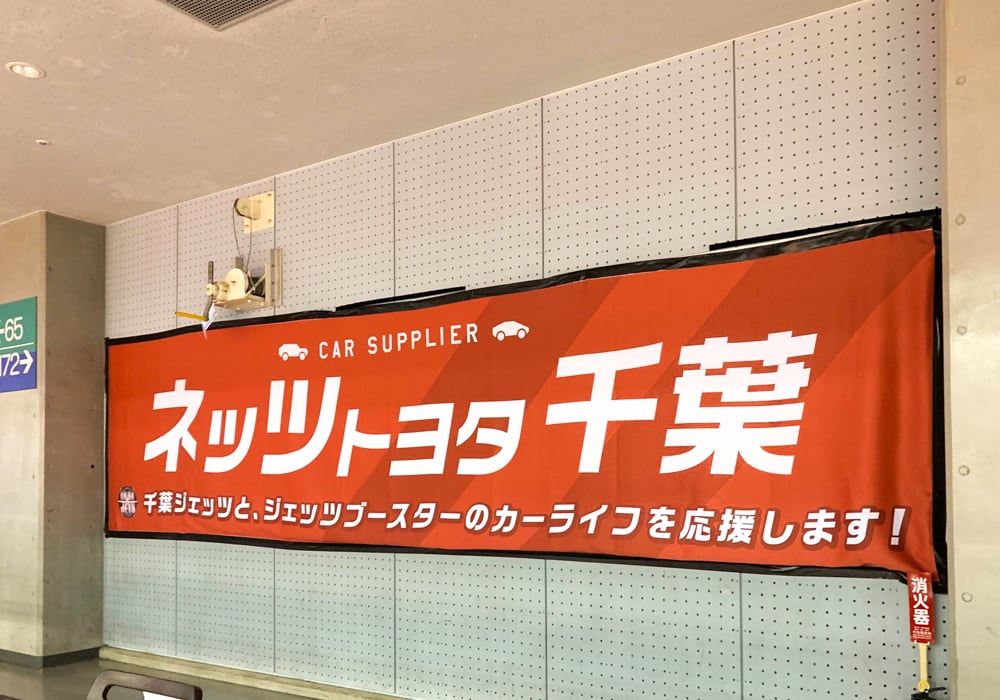 CAR SUPPLIER
ネッツトヨタ千葉
千葉ジェッツと、ジェッツブースターのカーライフを応援します！
-65
172→
消火器